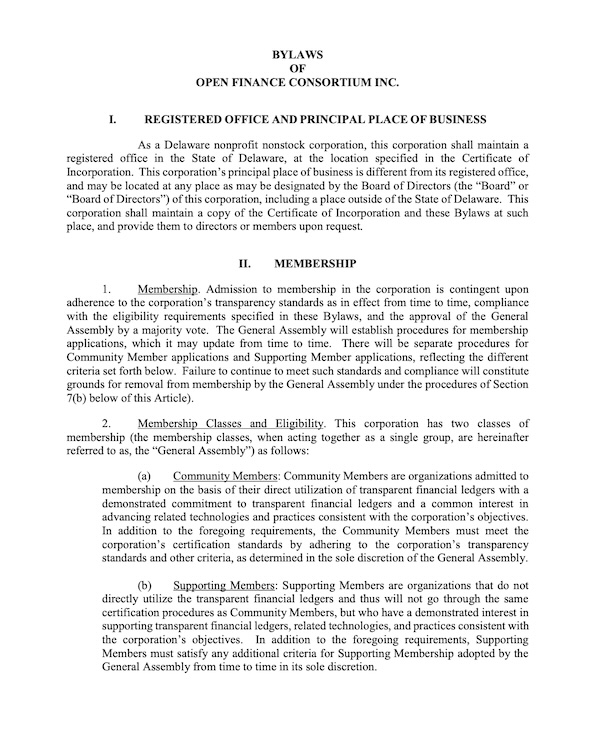 BYLAWS
OF
OPEN FINANCE CONSORTIUM INC.
I. REGISTERED OFFICE AND PRINCIPAL PLACE OF BUSINESS
As a Delaware nonprofit nonstock corporation, this corporation shall maintain a
registered office in the State of Delaware, at the location specified in the Certificate of
Incorporation. This corporation's principal place of business is different from its registered office,
and may be located at any place as may be designated by the Board of Directors (the “Board” or
“Board of Directors”) of this corporation, including a place outside of the State of Delaware. This
corporation shall maintain a copy of the Certificate of Incorporation and these Bylaws at such
place, and provide them to directors or members upon request.
II. MEMBERSHIP
1. Membership. Admission to membership in the corporation is contingent upon
adherence to the corporation's transparency standards as in effect from time to time, compliance
with the eligibility requirements specified in these Bylaws, and the approval of the General
Assembly by a majority vote. The General Assembly will establish procedures for membership
applications, which it may update from time to time. There will be separate procedures for
Community Member applications and Supporting Member applications, reflecting the different
criteria set forth below. Failure to continue to meet such standards and compliance will constitute
grounds for removal from membership by the General Assembly under the procedures of Section
7(b) below of this Article).
2. Membership Classes and Eligibility. This corporation has two classes of
membership (the membership classes, when acting together as a single group, are hereinafter
referred to as, the “General Assembly”) as follows:
(a) Community Members: Community Members are organizations admitted to
membership on the basis of their direct utilization of transparent financial ledgers with a
demonstrated commitment to transparent financial ledgers and a common interest in
advancing related technologies and practices consistent with the corporation's objectives.
In addition to the foregoing requirements, the Community Members must meet the
corporation's certification standards by adhering to the corporation's transparency
standards and other criteria, as determined in the sole discretion of the General Assembly.
(b) Supporting Members: Supporting Members are organizations that do not
directly utilize the transparent financial ledgers and thus will not go through the same
certification procedures as Community Members, but who have a demonstrated interest in
supporting transparent financial ledgers, related technologies, and practices consistent with
the corporation's objectives. In addition to the foregoing requirements, Supporting
Members must satisfy any additional criteria for Supporting Membership adopted by the
General Assembly from time to time in its sole discretion.